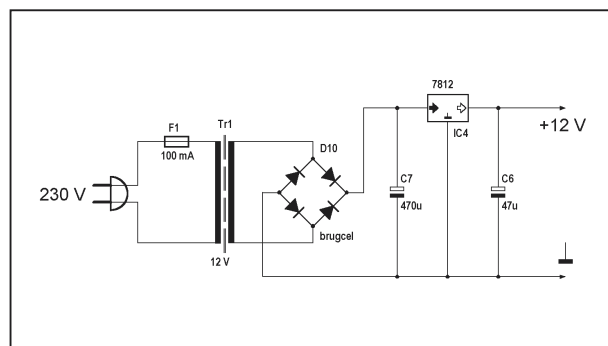 7812
F1
Tr1
IC4
+12 V
100 mA
D10
C7
C6
230 V
470u
47u
brugcel
12 V